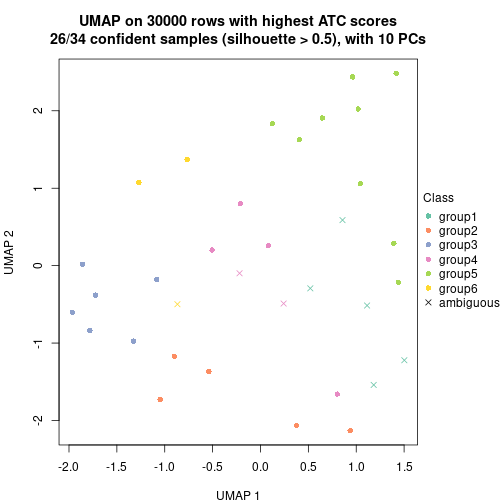 UMAP on 30000 rows with highest ATC scores
26/34 confident samples (silhouette > 0.5), with 10 PCs
UMAP 2
2
1
0
-1
-2
-2.0 -1.5 -1.0 -0.5 0.0 0.5 1.0 1.5
UMAP 1
Class
group1
group2
group3
group4
group5
group6
ambiguous